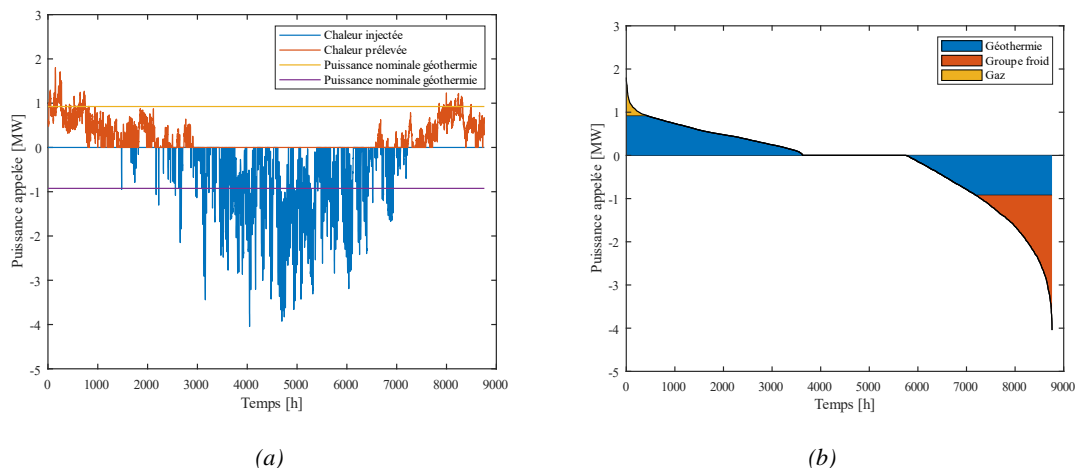 3
2
1
0
-1
-2
-3
-4
-5
Puissance appelée [MW]
0 1000 2000 3000 4000 5000 6000 7000 8000 9000
Temps [h]
Chaleur injectée
Chaleur prélevée
Puissance nominale géothermie
Puissance nominale géothermie
(a)
3
2
1
0
-1
-2
-3
-4
-5
Puissance appelée [MW]
0 1000 2000 3000 4000 5000 6000 7000 8000 9000
Temps [h]
Géothermie
Groupe froid
Gaz
(b)